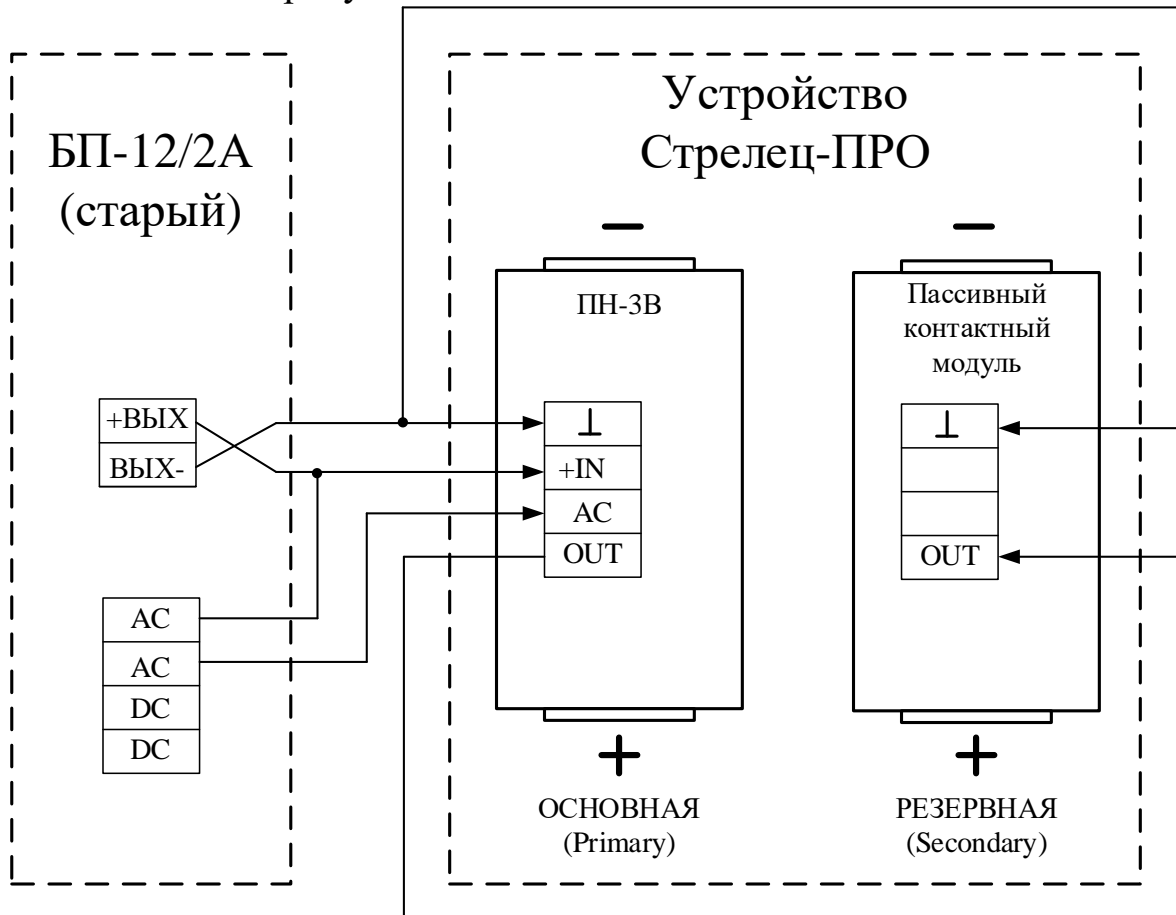 БП-12/2А
(старый)
+ВЫХ
ВЫХ-
AC
AC
DC
DC
Устройство
Стрелец-ПРО
ПН-3В
⊥
+IN
AC
OUT
ОСНОВНАЯ
(Primary)
Пассивный
контактный
модуль
⊥
OUT
РЕЗЕРВНАЯ
(Secondary)